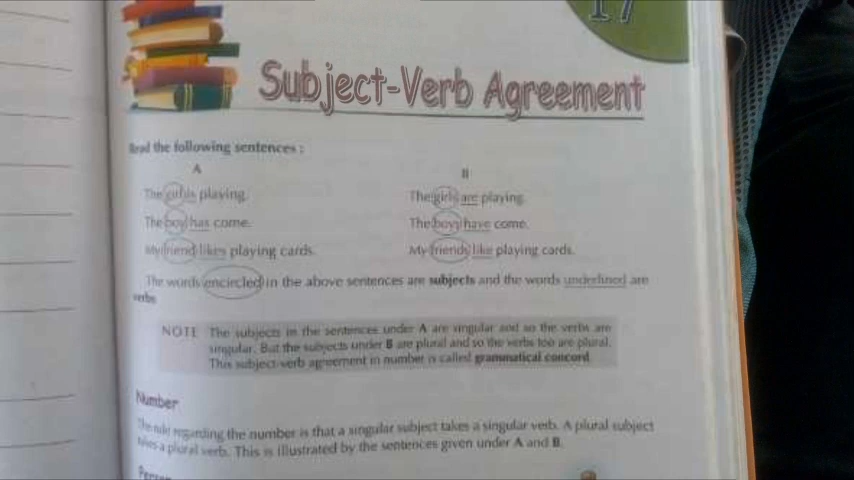 17
Subject-Verb Agreement
Read the following sentences :
A
B
The girl is playing.
The girls are playing.
The boy has come.
The boys have come.
My friend likes playing cards.
My friends like playing cards.
The words encircled in the above sentences are subjects and the words underlined are
verbs
NOTE The subjects in the sentences under A are singular and so the verbs are
singular. But the subjects under B are plural and so the verbs too are plural.
This subject-verb agreement in number is called grammatical concord.
Number
The rule regarding the number is that a singular subject takes a singular verb. A plural subject
takes a plural verb. This is illustrated by the sentences given under A and B.